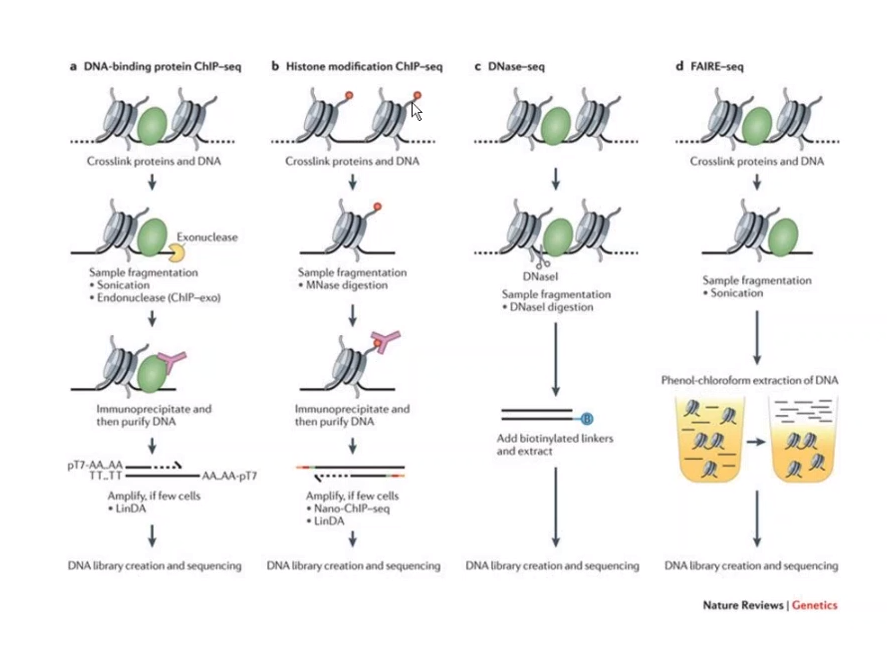 a DNA-binding protein ChIP–seq
Crosslink proteins and DNA
Exonuclease
Sample fragmentation
• Sonication
• Endonuclease (ChIP–exo)
Immunoprecipitate and
then purify DNA
pT7-AA..AA
TT..TT
AA..AA-pT7
Amplify, if few cells
• LinDA
DNA library creation and sequencing
b Histone modification ChIP–seq
Crosslink proteins and DNA
Sample fragmentation
• MNase digestion
Immunoprecipitate and
then purify DNA
Amplify, if few cells
• Nano-ChIP–seq
• LinDA
DNA library creation and sequencing
c DNase–seq
DNaseI
Sample fragmentation
• DNaseI digestion
B
Add biotinylated linkers
and extract
DNA library creation and sequencing
d FAIRE–seq
Crosslink proteins and DNA
Sample fragmentation
• Sonication
Phenol-chloroform extraction of DNA
DNA library creation and sequencing
Nature Reviews | Genetics